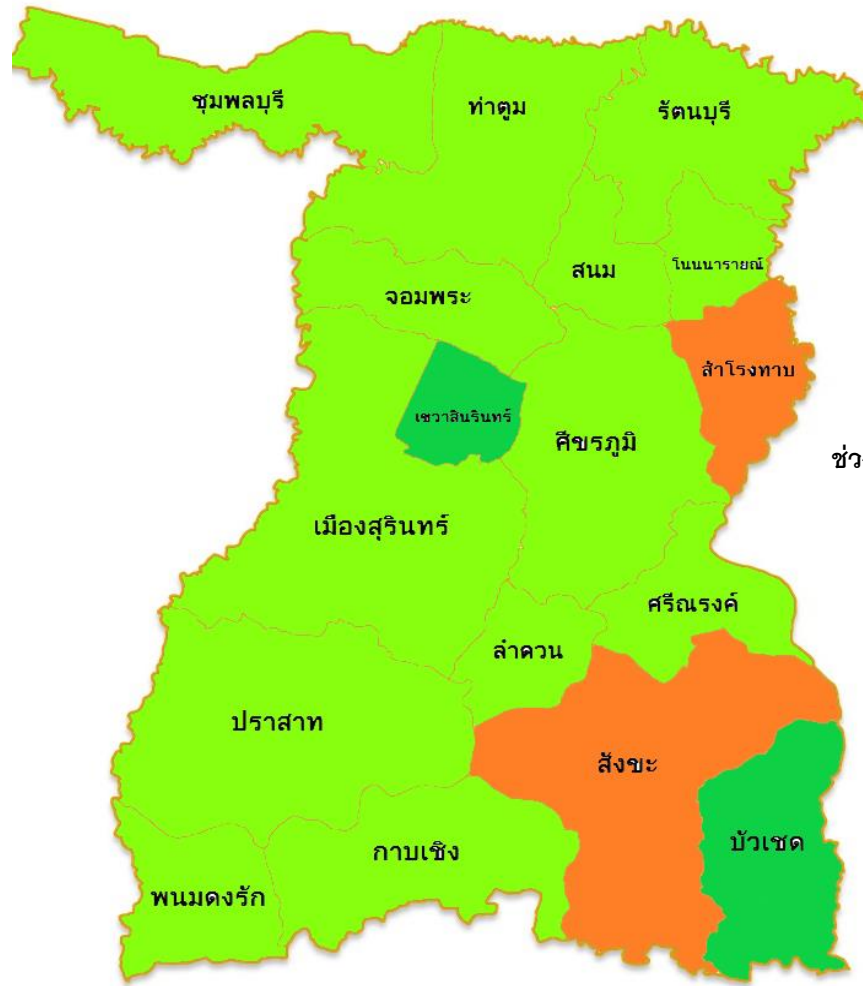 ชุมพลบุรี
ท่าตูม
รัตนบุรี
สนม
โนนนารายณ์
จอมพระ
สำโรงทาบ
เขวาสินรินทร์
ศีขรภูมิ
ช่ว
เมืองสุรินทร์
ศรีณรงค์
ลำดวน
ปราสาท
สังขะ
บัวเชด
กาบเชิง
พนมดงรัก